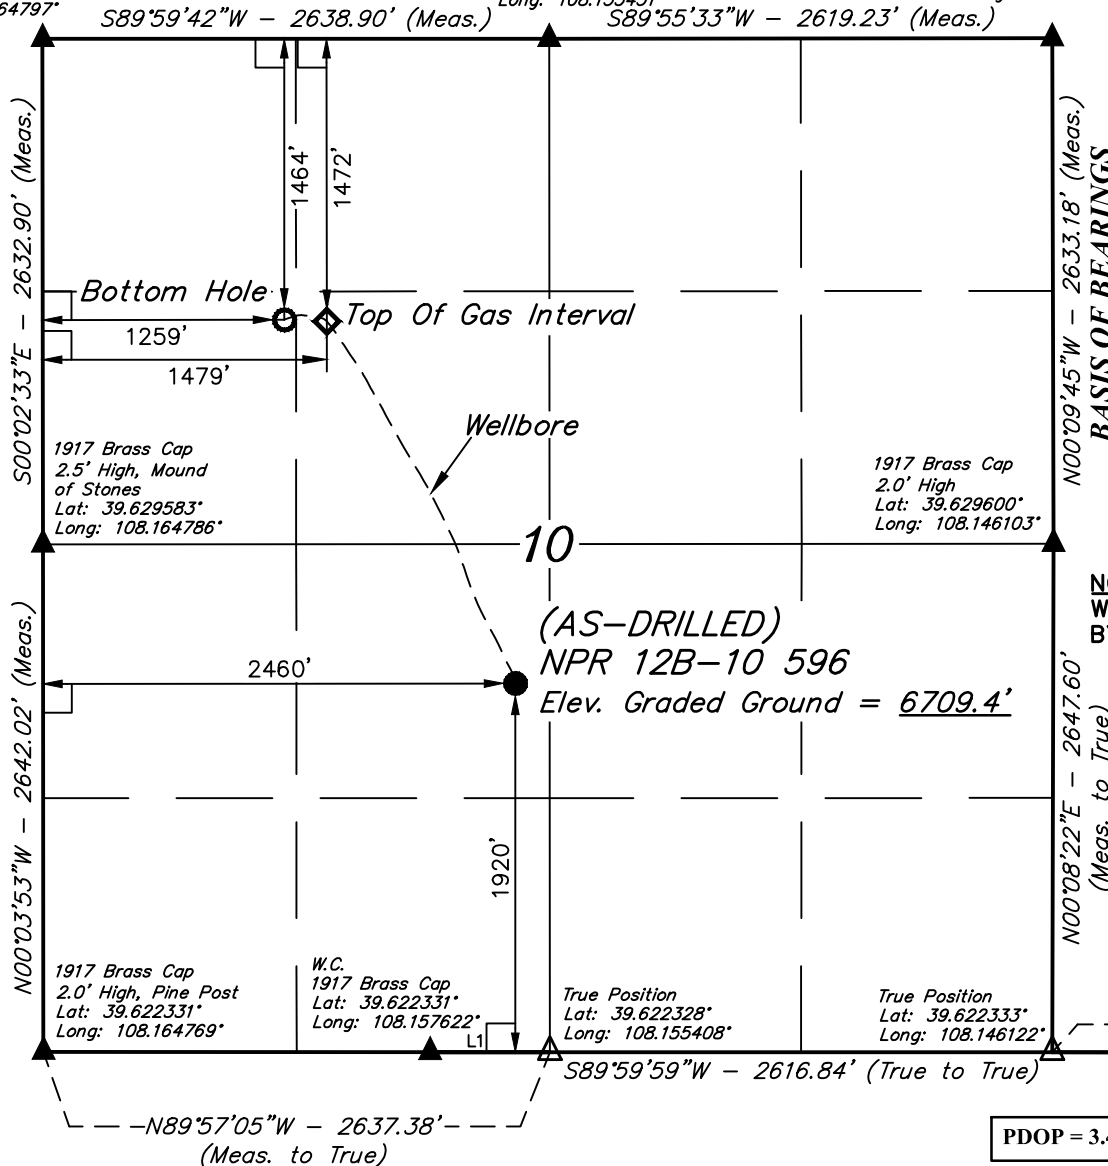 64797°
S89°59'42"W - 2638.90' (Meas.)
S89°55'33"W - 2619.23' (Meas.)
S00°02'33"E - 2632.90' (Meas.)
1464'
1472'
N00°09'45"W - 2633.18' (Meas.)
BASIS OF BEARINGS
Bottom Hole
Top Of Gas Interval
1259'
1479'
Wellbore
1917 Brass Cap
2.5' High, Mound
of Stones
Lat: 39.629583°
Long: 108.164786°
1917 Brass Cap
2.0' High
Lat: 39.629600°
Long: 108.146103°
10
(AS-DRILLED)
NPR 12B-10 596
Elev. Graded Ground = 6709.4'
2460'
1920'
N00°03'53"W - 2642.02' (Meas.)
N00°08'22"E - 2647.60'
(Meas. to True)
1917 Brass Cap
2.0' High, Pine Post
Lat: 39.622331°
Long: 108.164769°
W.C.
1917 Brass Cap
Lat: 39.622331°
Long: 108.157622°
L1
True Position
Lat: 39.622328°
Long: 108.155408°
True Position
Lat: 39.622333°
Long: 108.146122°
S89°59'59"W - 2616.84' (True to True)
N89°57'05"W - 2637.38'
(Meas. to True)
PDOP = 3.4